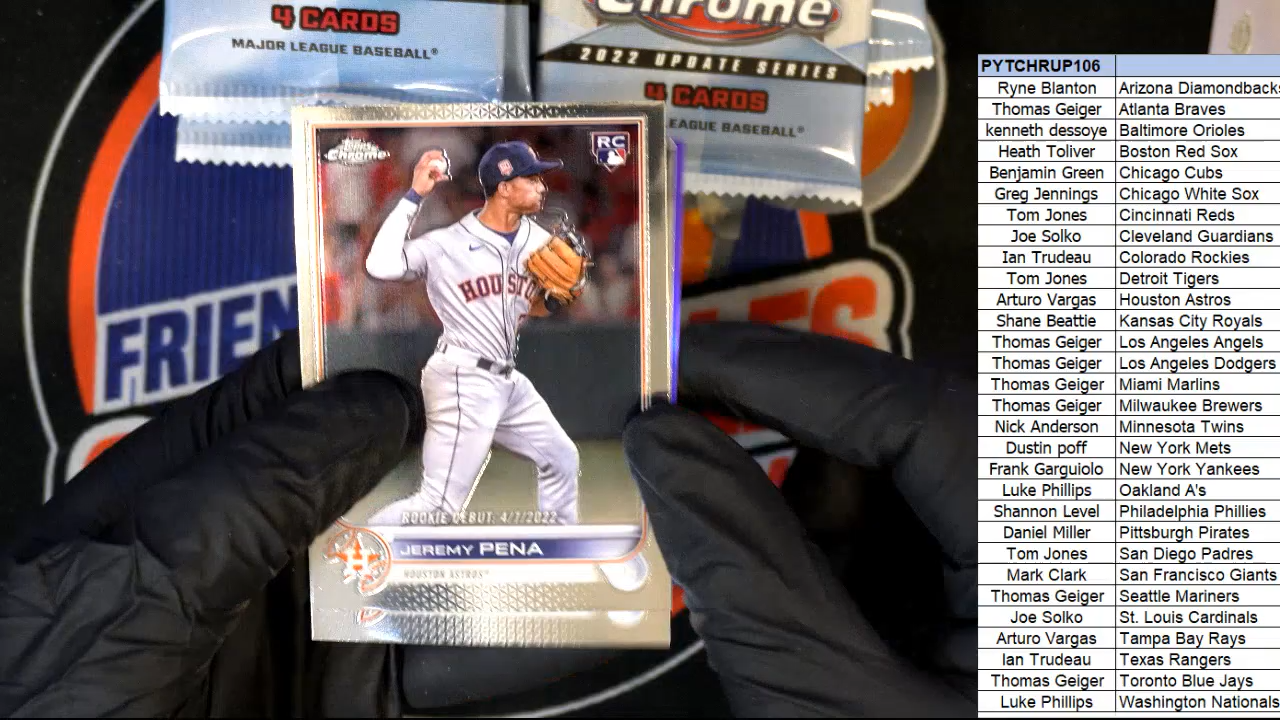 4 CARDS
MAJOR LEAGUE BASEBALL®
Chrome
2022 UPDATE SERIES
4 CARDS
EAGUE BASEBALL®
Topps
Chrome
RC
HOUSTO
FRIEN
ES
ROOKIE DEBUT: 4/7/2022
JEREMY PENA
HOUSTON ASTROS®
H
PYTCHRUP106
Ryne Blanton Arizona Diamondbacks
Thomas Geiger Atlanta Braves
kenneth dessoye Baltimore Orioles
Heath Toliver Boston Red Sox
Benjamin Green Chicago Cubs
Greg Jennings Chicago White Sox
Tom Jones Cincinnati Reds
Joe Solko Cleveland Guardians
Ian Trudeau Colorado Rockies
Tom Jones Detroit Tigers
Arturo Vargas Houston Astros
Shane Beattie Kansas City Royals
Thomas Geiger Los Angeles Angels
Thomas Geiger Los Angeles Dodgers
Thomas Geiger Miami Marlins
Thomas Geiger Milwaukee Brewers
Nick Anderson Minnesota Twins
Dustin poff New York Mets
Frank Garguiolo New York Yankees
Luke Phillips Oakland A's
Shannon Level Philadelphia Phillies
Daniel Miller Pittsburgh Pirates
Tom Jones San Diego Padres
Mark Clark San Francisco Giants
Thomas Geiger Seattle Mariners
Joe Solko St. Louis Cardinals
Arturo Vargas Tampa Bay Rays
Ian Trudeau Texas Rangers
Thomas Geiger Toronto Blue Jays
Luke Phillips Washington Nationals